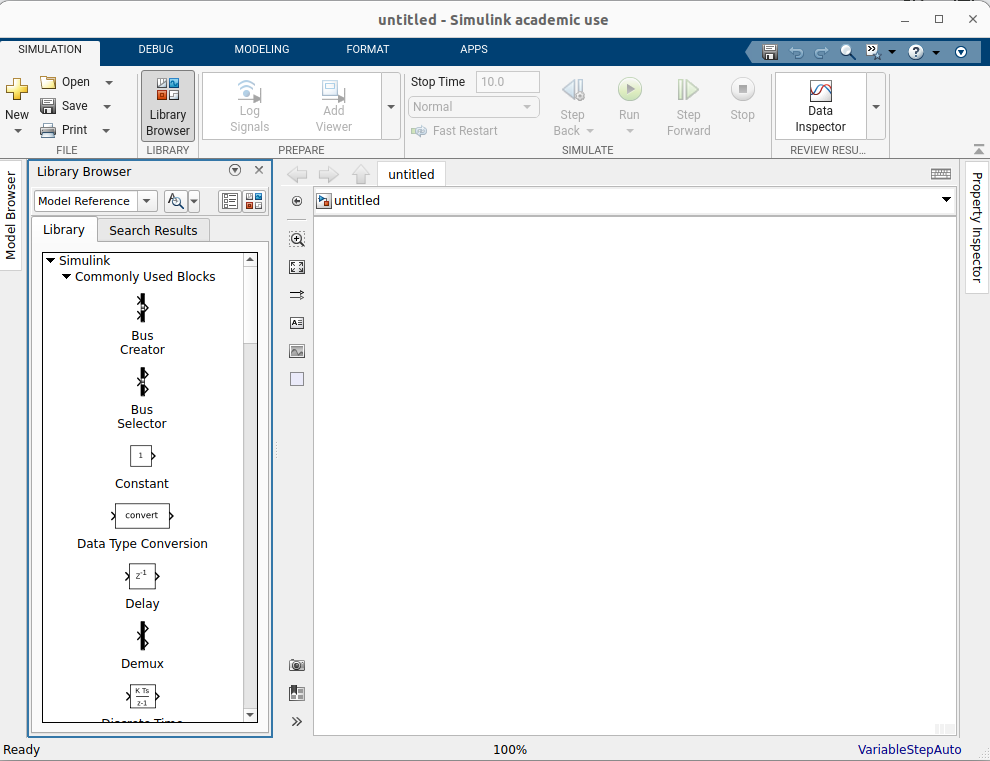 untitled - Simulink academic use
SIMULATION DEBUG MODELING FORMAT APPS
New
Open
Save
Print
FILE
Library
Browser
LIBRARY
Log
Signals
Add
Viewer
PREPARE
Stop Time 10.0
Normal
Fast Restart
Step
Back
Run
Step
Forward
Stop
SIMULATE
Data
Inspector
REVIEW RESU...
Model Browser
Library Browser
Model Reference
Library Search Results
Simulink
Commonly Used Blocks
Bus
Creator
Bus
Selector
1
Constant
convert
Data Type Conversion
z-1
Delay
Demux
K Ts
z-1
Discrete-Time
untitled
untitled
Property Inspector
Ready 100% VariableStepAuto